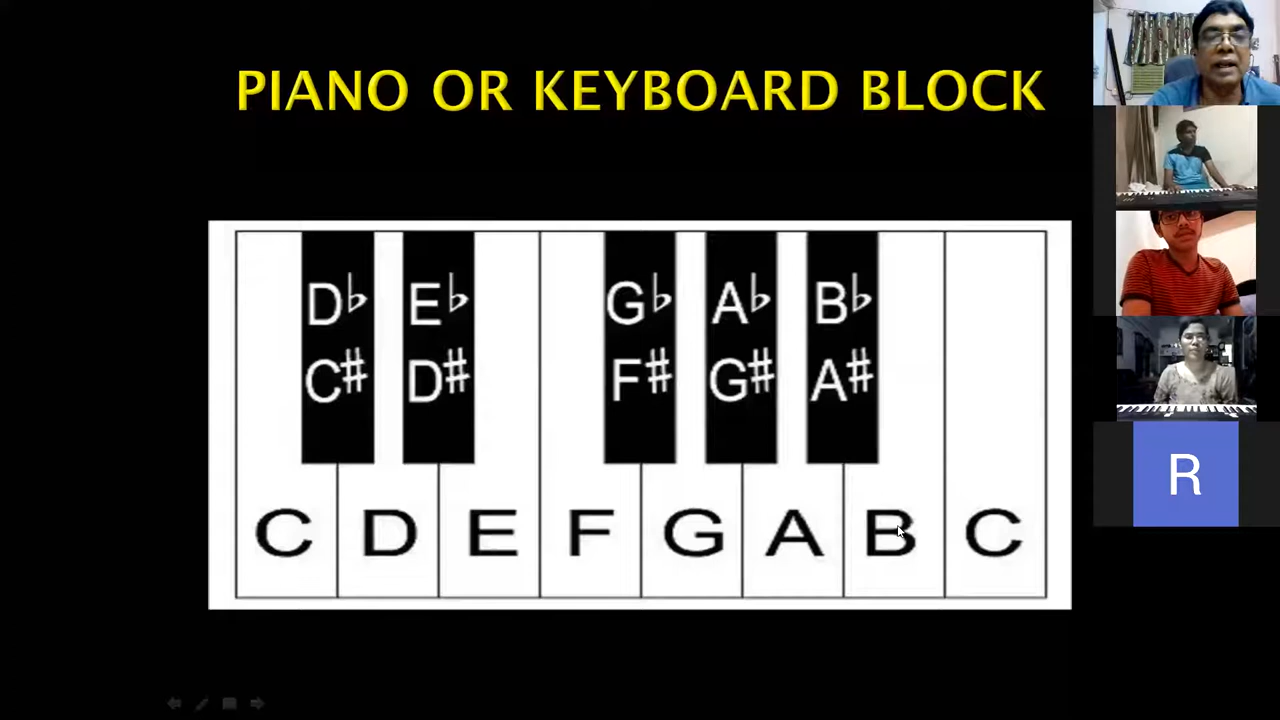 PIANO OR KEYBOARD BLOCK
D♭ E♭ G♭ A♭ B♭
C# D# F# G# A#
C D E F G A B C
R